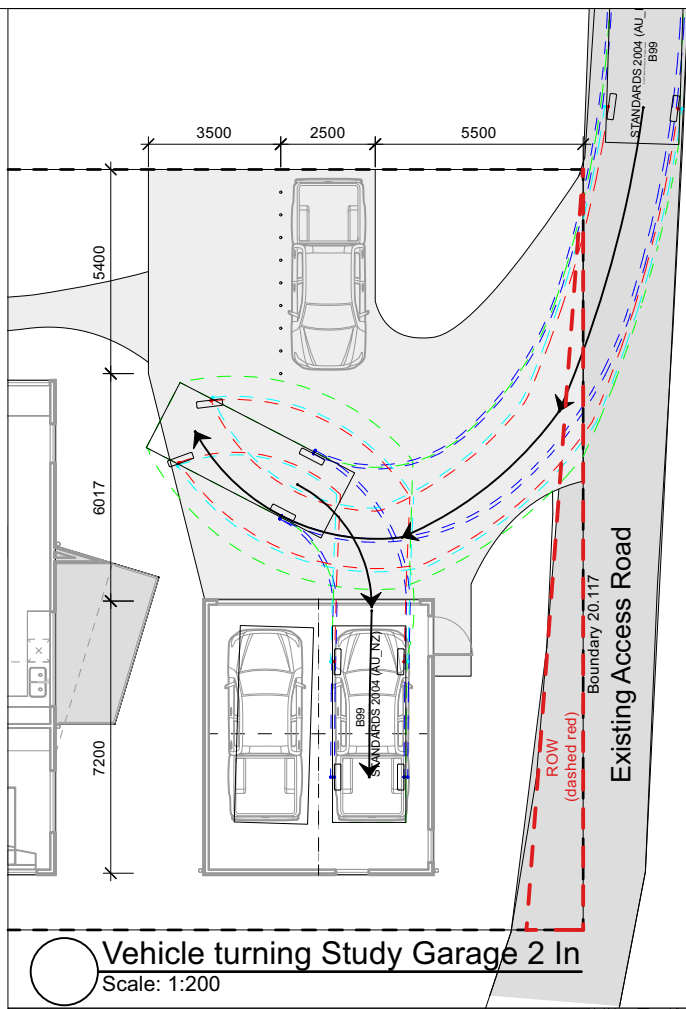 STANDARDS 2004 (AU_
B99
3500
2500
5500
5400
6017
7200
B99
STANDARDS 2004 (AU_NZ)
Boundary 20.117
ROW
(dashed red)
Existing Access Road
Vehicle turning Study Garage 2 In
Scale: 1:200